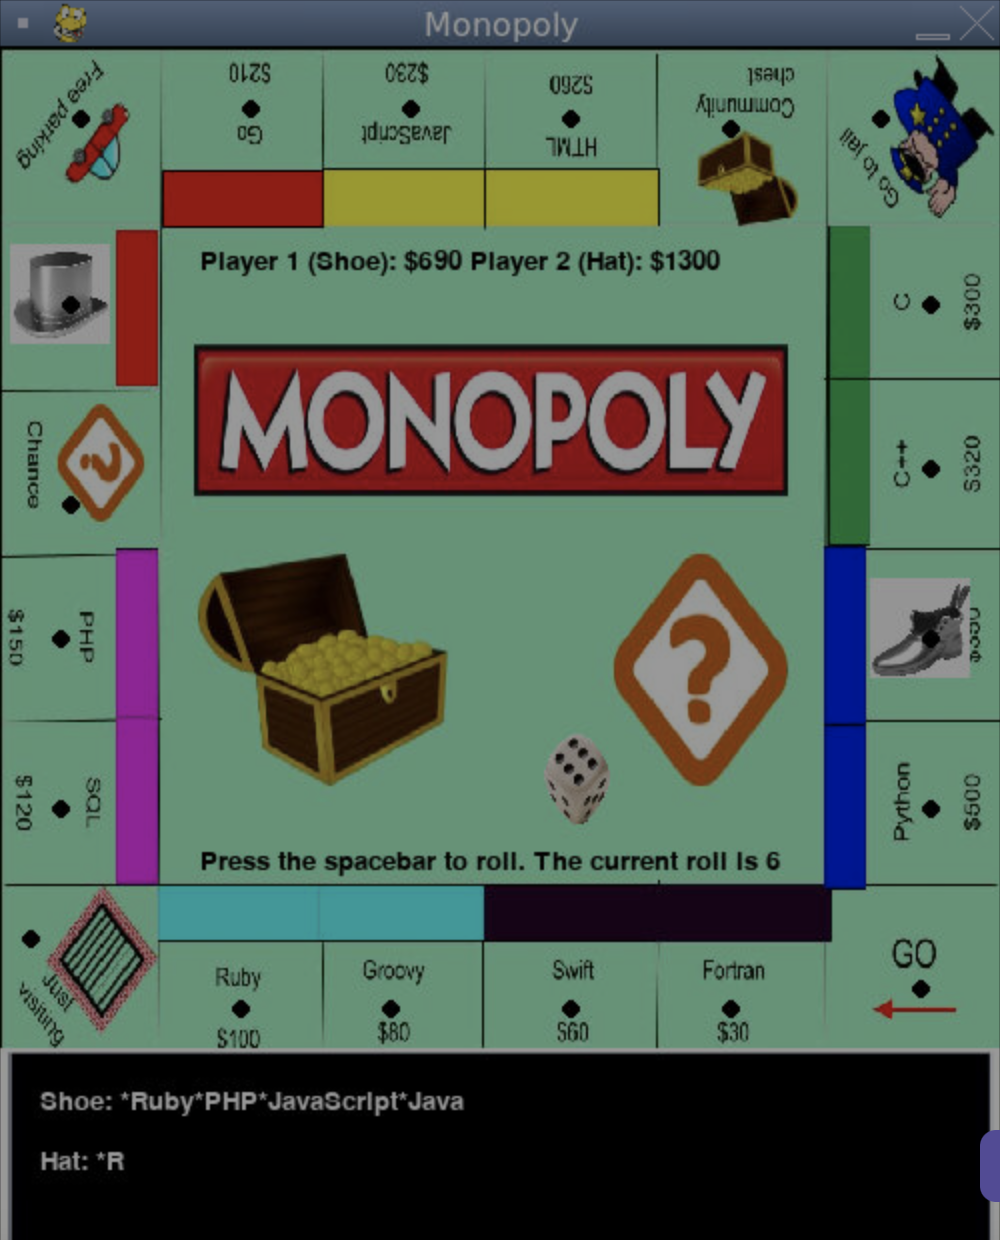 Monopoly
Free parking
$210
Go
$230
JavaScript
$260
HTML
Community
chest
Go to jail
Player 1 (Shoe): $690 Player 2 (Hat): $1300
C
$300
MONOPOLY
Chance
?
C++
$320
PHP
$150
?
SQL
$120
Python
$500
Press the spacebar to roll. The current roll is 6
Just
visiting
Ruby
$100
Groovy
$80
Swift
$60
Fortran
$30
GO
Shoe: *Ruby*PHP*JavaScript*Java
Hat: *R